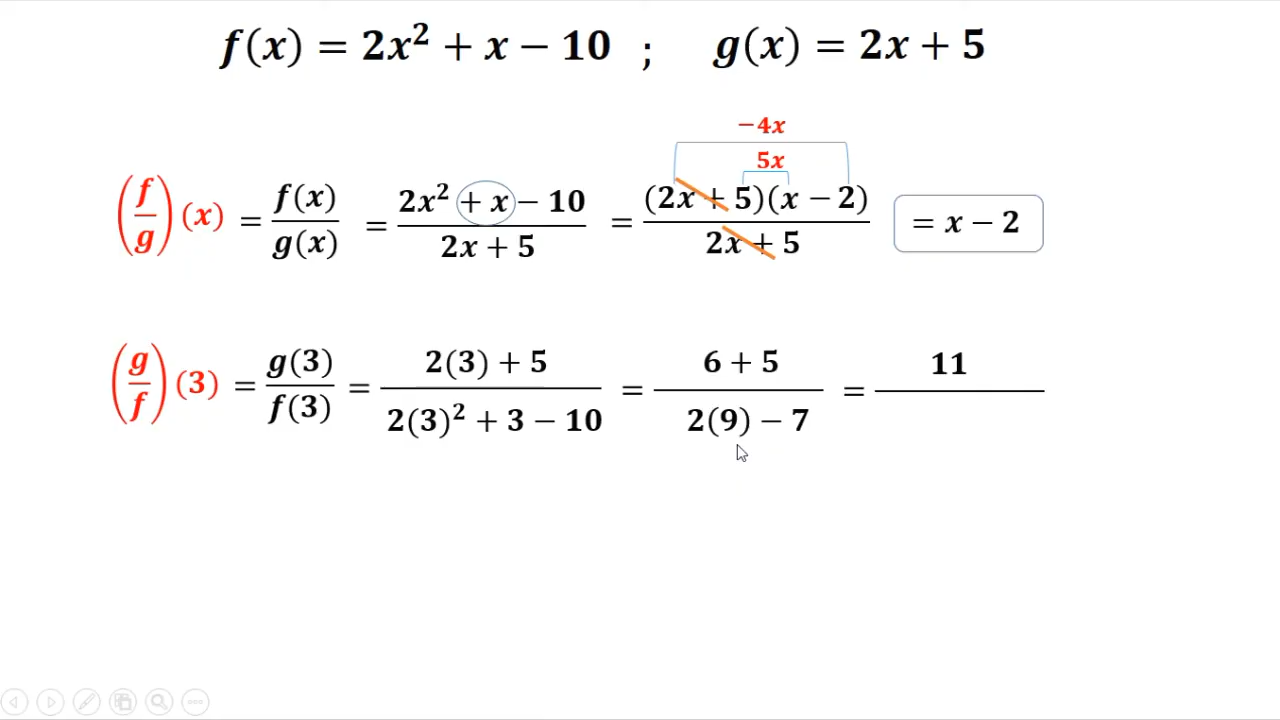 f(x) = 2x² + x − 10 ; g(x) = 2x + 5
−4x
5x
(f/g)(x) = f(x)/g(x) = (2x² + x − 10)/(2x + 5) = (2x + 5)(x − 2)/(2x + 5) = x − 2
(g/f)(3) = g(3)/f(3) = (2(3) + 5)/(2(3)² + 3 − 10) = (6 + 5)/(2(9) − 7) = 11/